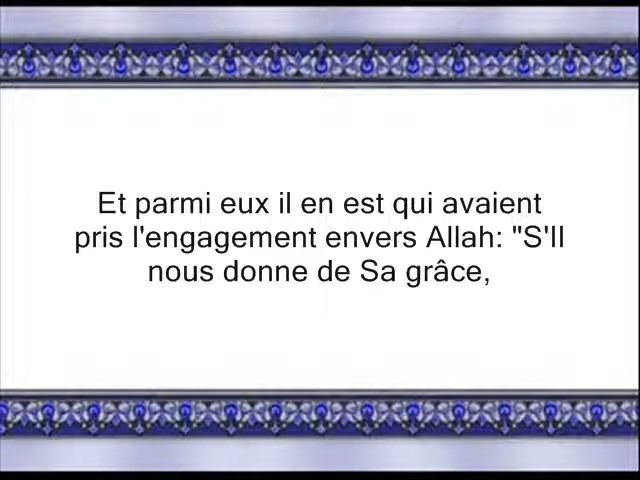 Et parmi eux il en est qui avaient
pris l'engagement envers Allah: "S'Il
nous donne de Sa grâce,